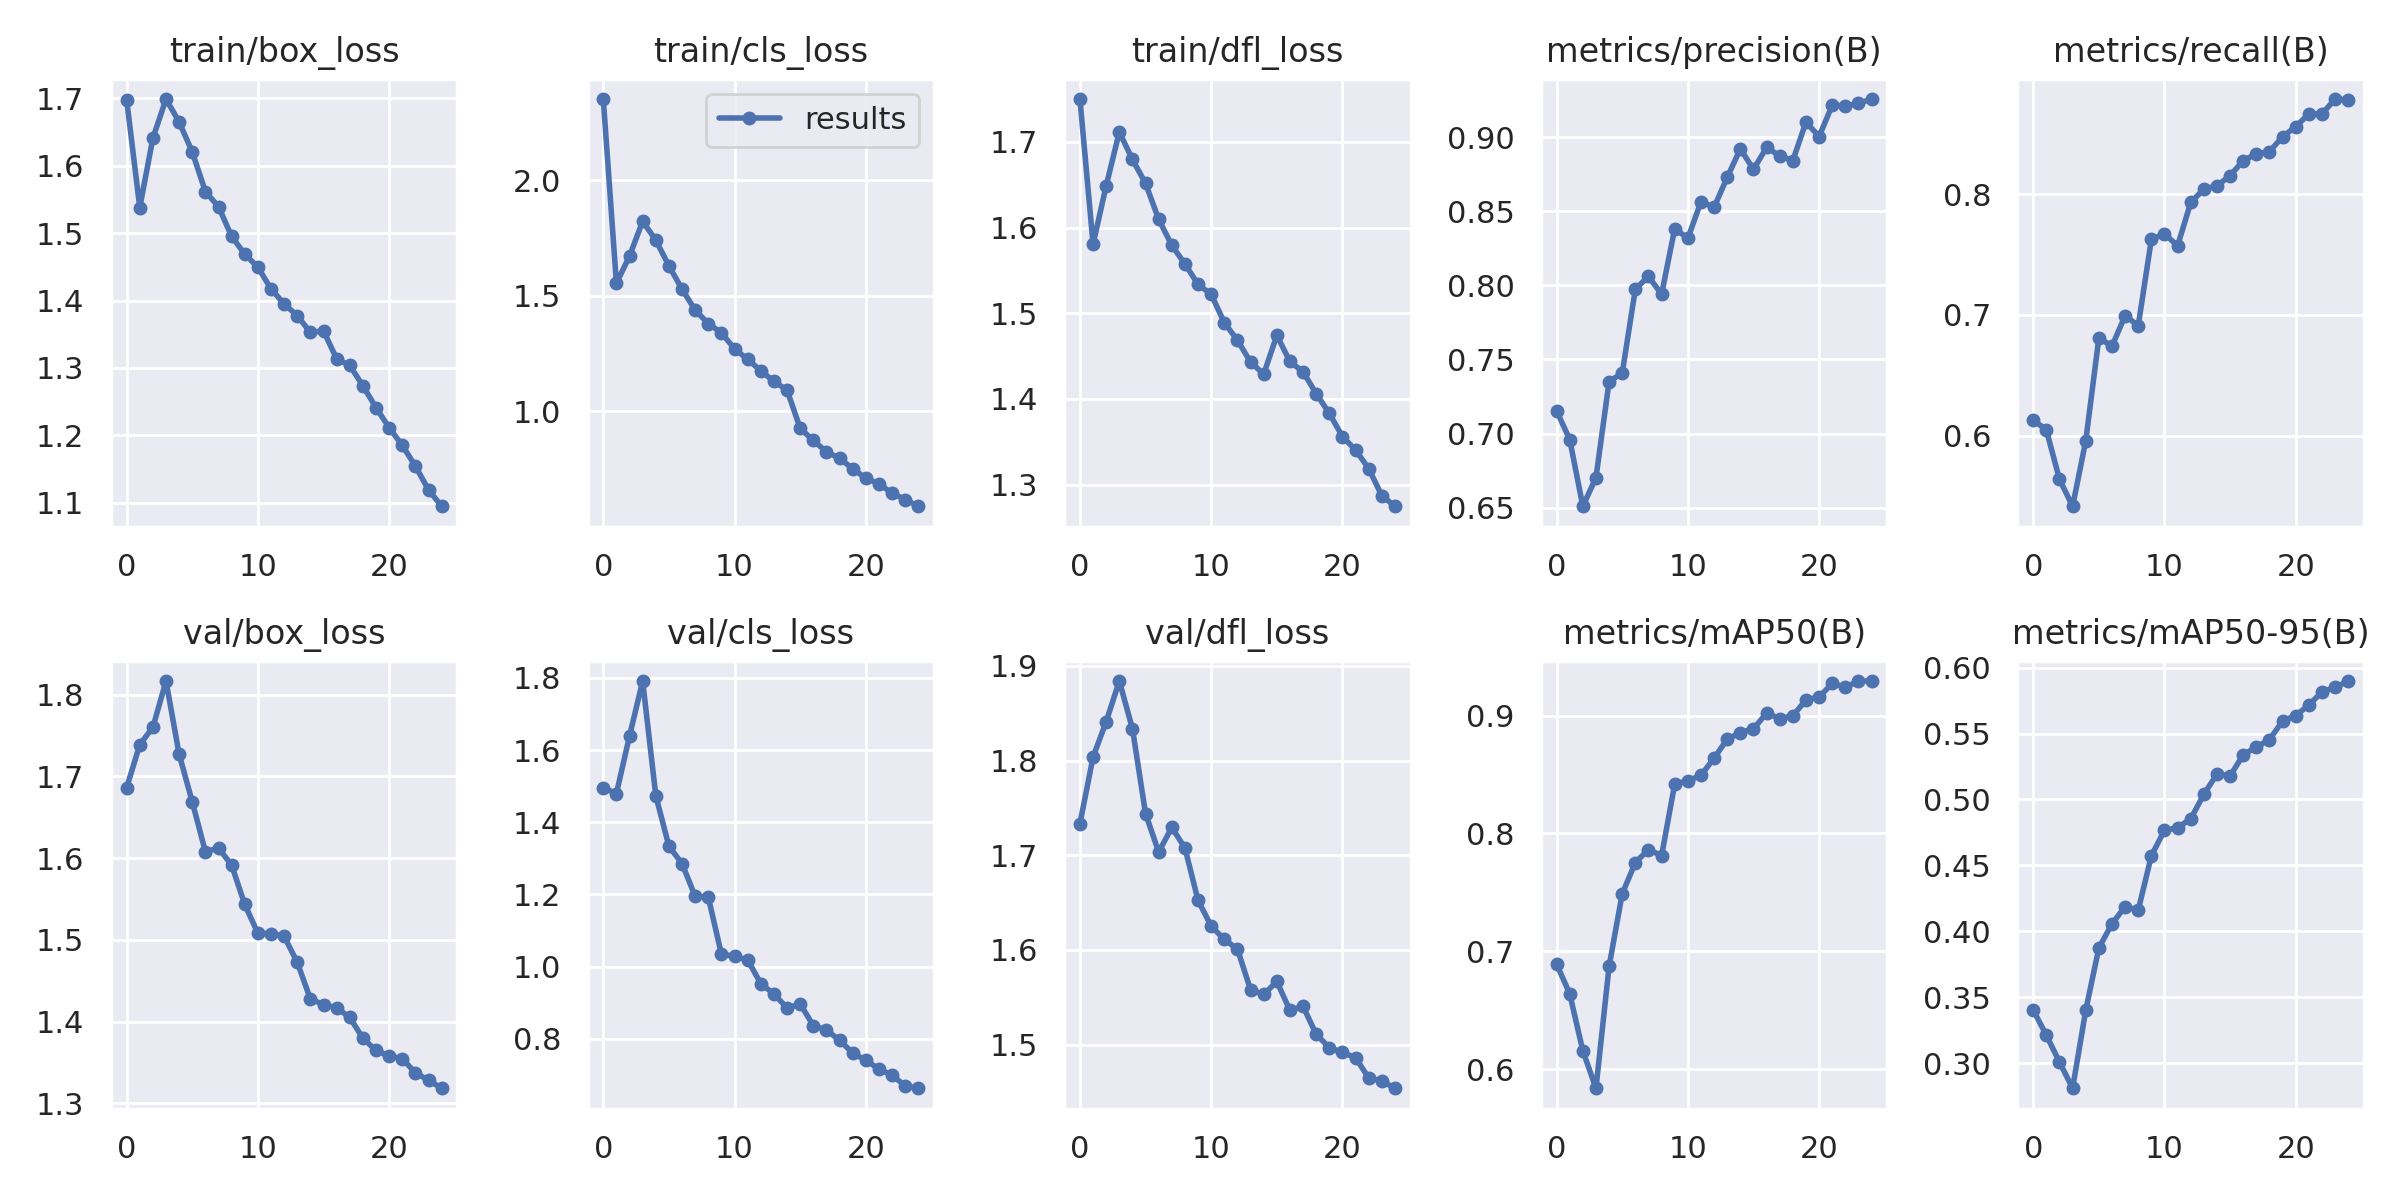 train/box_loss
train/cls_loss
train/dfl_loss
metrics/precision(B)
metrics/recall(B)
1.7
1.6
1.5
1.4
1.3
1.2
1.1
0 10 20
results
2.0
1.5
1.0
0 10 20
1.7
1.6
1.5
1.4
1.3
0 10 20
0.90
0.85
0.80
0.75
0.70
0.65
0 10 20
0.8
0.7
0.6
0 10 20
val/box_loss
val/cls_loss
val/dfl_loss
metrics/mAP50(B)
metrics/mAP50-95(B)
1.8
1.7
1.6
1.5
1.4
1.3
0 10 20
1.8
1.6
1.4
1.2
1.0
0.8
0 10 20
1.9
1.8
1.7
1.6
1.5
0 10 20
0.9
0.8
0.7
0.6
0 10 20
0.60
0.55
0.50
0.45
0.40
0.35
0.30
0 10 20